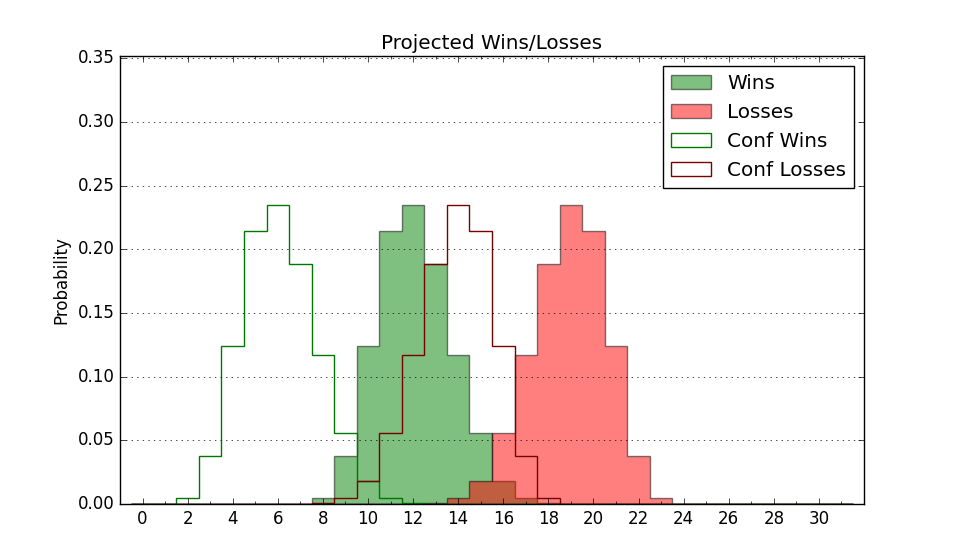 Projected Wins/Losses
Probability
0.35
0.30
0.25
0.20
0.15
0.10
0.05
0.00
0 2 4 6 8 10 12 14 16 18 20 22 24 26 28 30
Wins
Losses
Conf Wins
Conf Losses